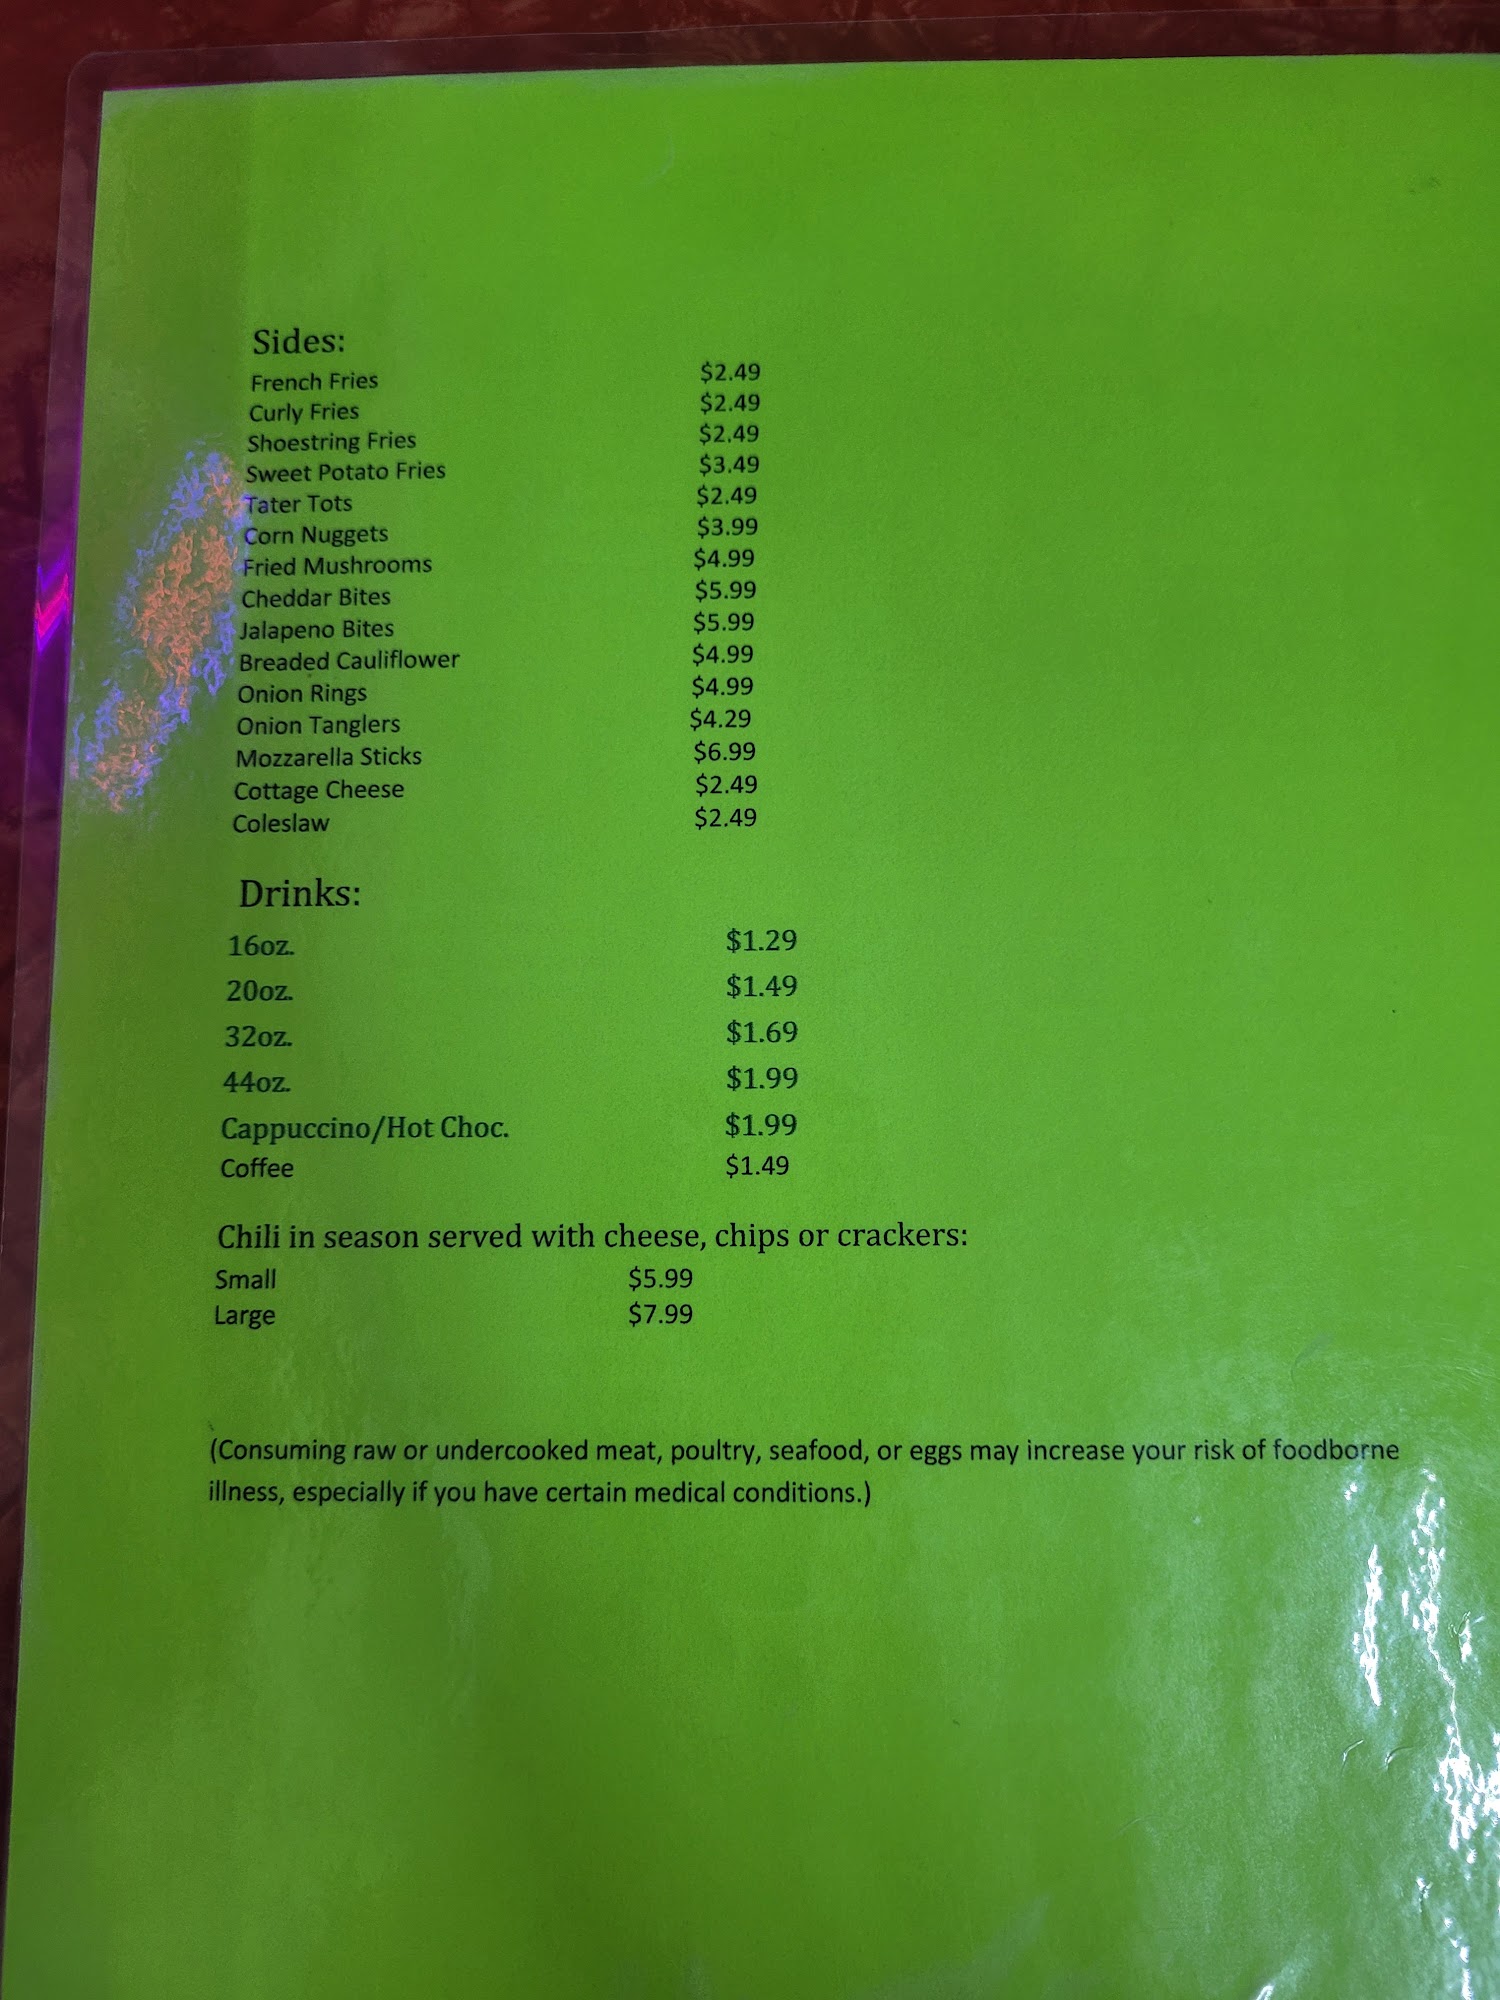 Sides:
French Fries $2.49
Curly Fries $2.49
Shoestring Fries $2.49
Sweet Potato Fries $3.49
Tater Tots $2.49
Corn Nuggets $3.99
Fried Mushrooms $4.99
Cheddar Bites $5.99
Jalapeno Bites $5.99
Breaded Cauliflower $4.99
Onion Rings $4.99
Onion Tanglers $4.29
Mozzarella Sticks $6.99
Cottage Cheese $2.49
Coleslaw $2.49
Drinks:
16oz. $1.29
20oz. $1.49
32oz. $1.69
44oz. $1.99
Cappuccino/Hot Choc. $1.99
Coffee $1.49
Chili in season served with cheese, chips or crackers:
Small $5.99
Large $7.99
(Consuming raw or undercooked meat, poultry, seafood, or eggs may increase your risk of foodborne
illness, especially if you have certain medical conditions.)